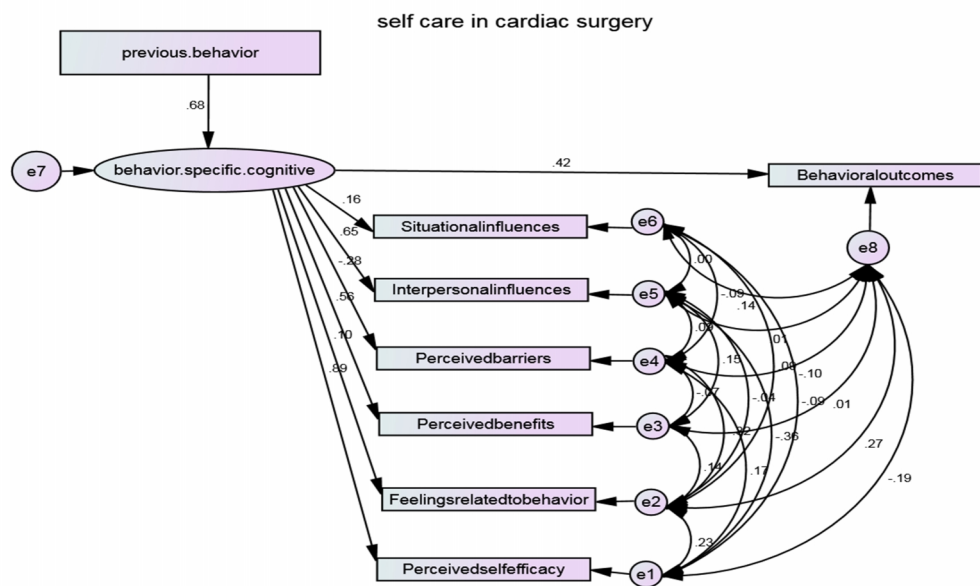 self care in cardiac surgery
previous.behavior
.68
e7
behavior.specific.cognitive
.42
Behavioraloutcomes
.16
Situationalinfluences
e6
e8
.65
.00
-.28
Interpersonalinfluences
e5
-.09
.14
.56
.09
.01
.10
Perceivedbarriers
e4
.15
.08
-.10
.89
-.07
-.04
-.09
.01
Perceivedbenefits
e3
-.36
.27
.14
.17
-.19
Feelingsrelatedtobehavior
e2
.23
Perceivedselfefficacy
e1